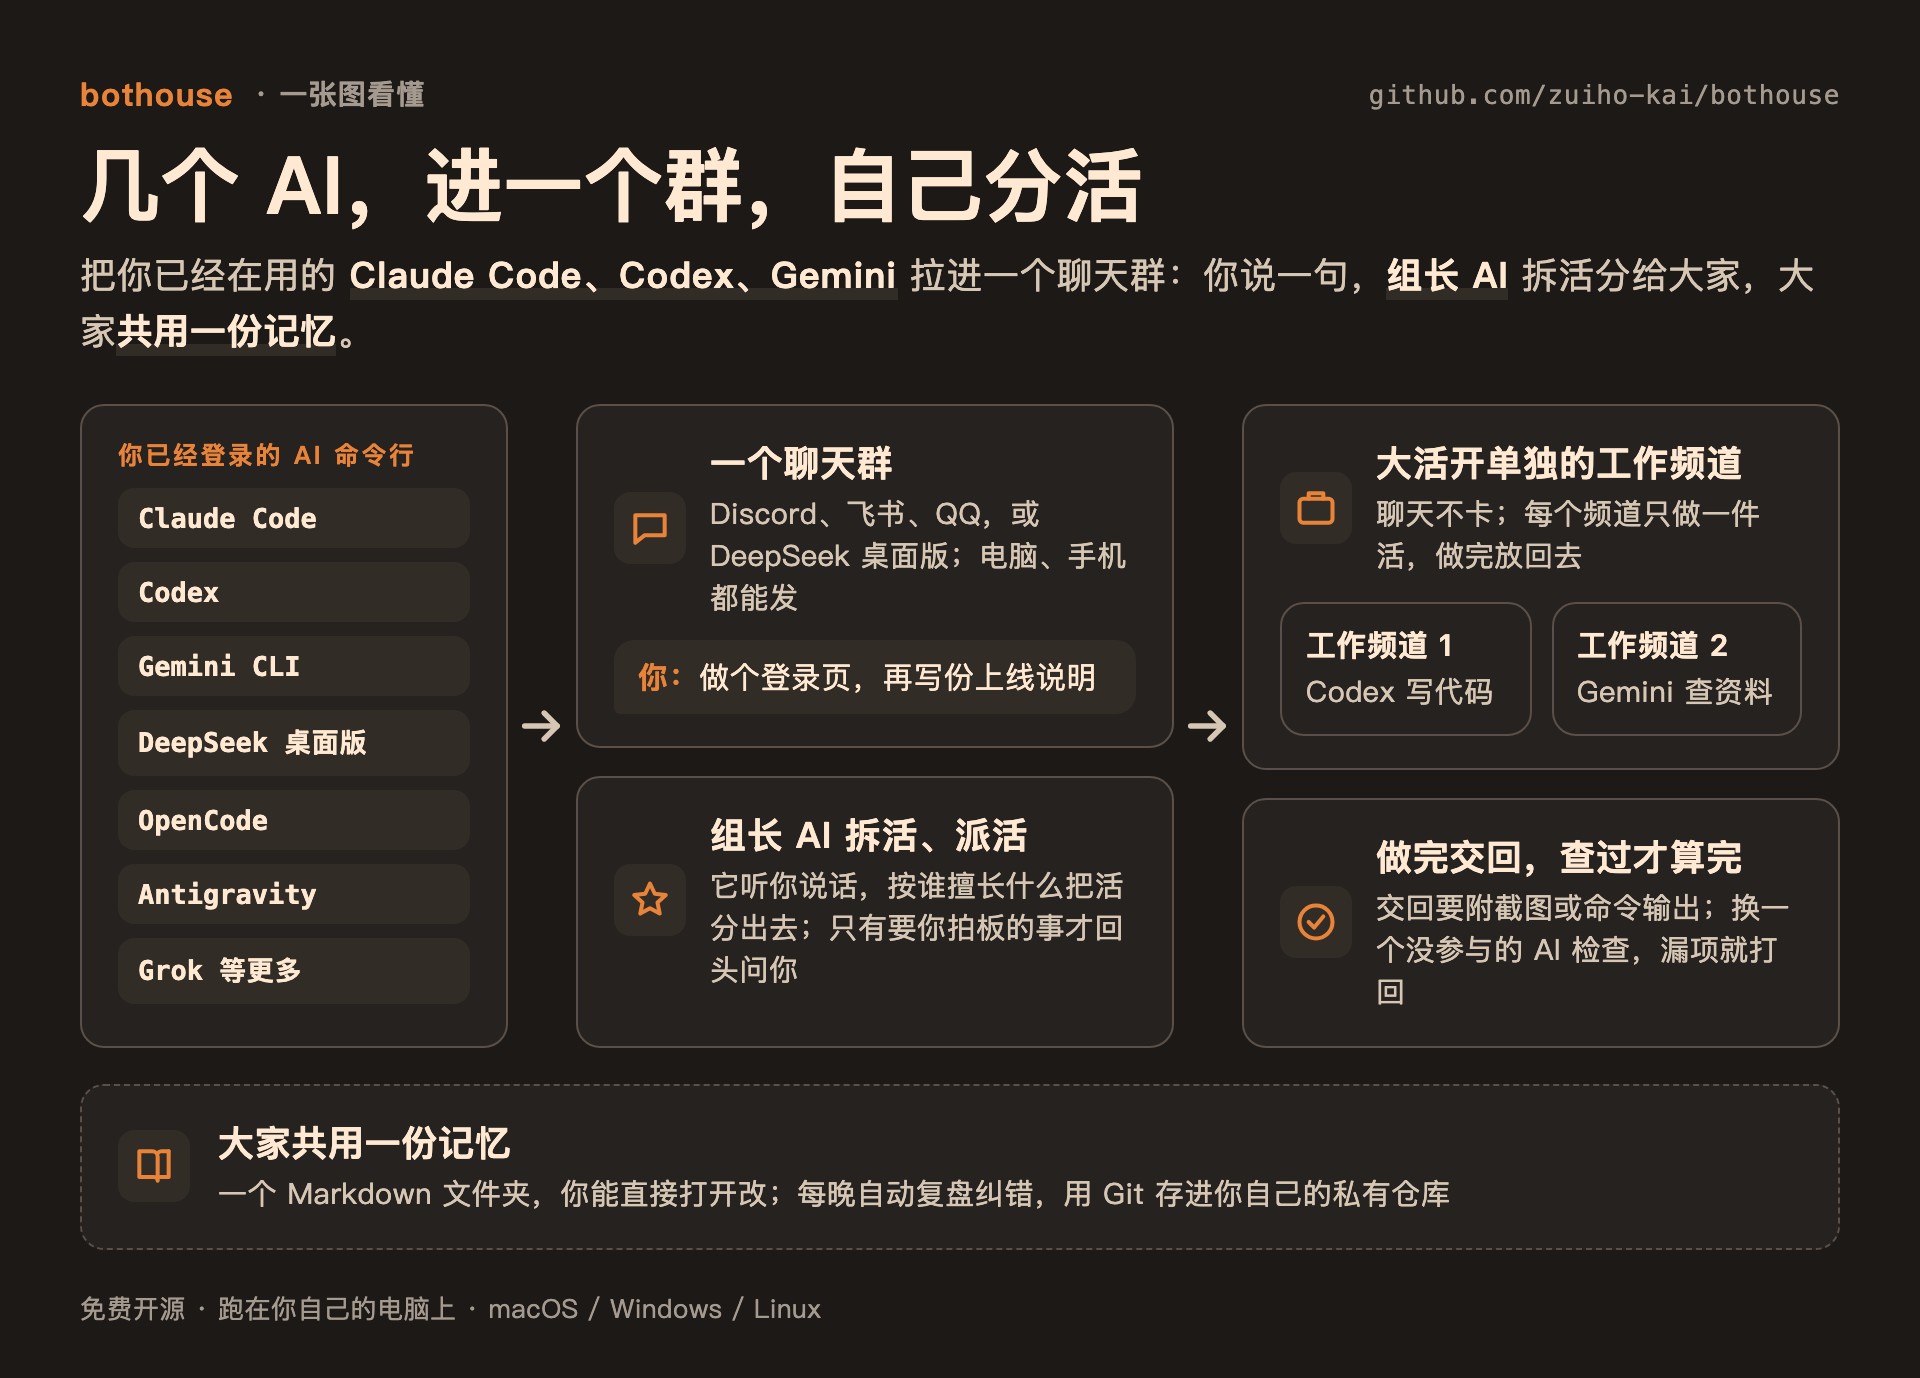 bothouse · 一张图看懂
github.com/zuiho-kai/bothouse
几个 AI，进一个群，自己分活
把你已经在用的 Claude Code、Codex、Gemini 拉进一个聊天群：你说一句，组长 AI 拆活分给大家，大
家共用一份记忆。
你已经登录的 AI 命令行
Claude Code
Codex
Gemini CLI
DeepSeek 桌面版
OpenCode
Antigravity
Grok 等更多
一个聊天群
Discord、飞书、QQ，或
DeepSeek 桌面版；电脑、手机
都能发
你：做个登录页，再写份上线说明
组长 AI 拆活、派活
它听你说话，按谁擅长什么把活
分出去；只有要你拍板的事才回
头问你
大活开单独的工作频道
聊天不卡；每个频道只做一件
活，做完放回去
工作频道 1
Codex 写代码
工作频道 2
Gemini 查资料
做完交回，查过才算完
交回要附截图或命令输出；换一
个没参与的 AI 检查，漏项就打
回
大家共用一份记忆
一个 Markdown 文件夹，你能直接打开改；每晚自动复盘纠错，用 Git 存进你自己的私有仓库
免费开源 · 跑在你自己的电脑上 · macOS / Windows / Linux